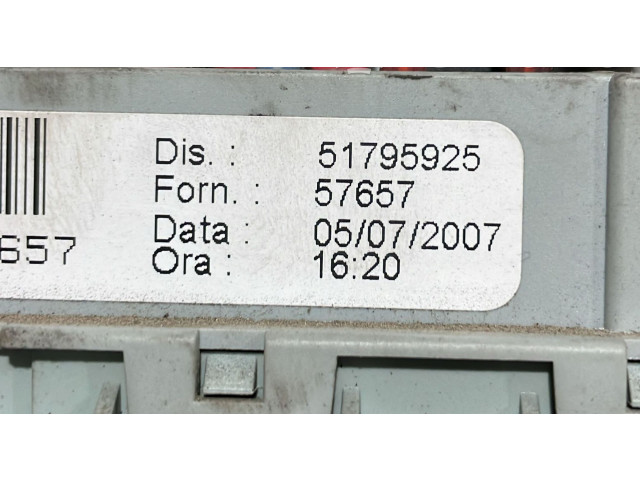 Dis. : 51795925
Forn. : 57657
Data : 05/07/2007
Ora : 16:20
657